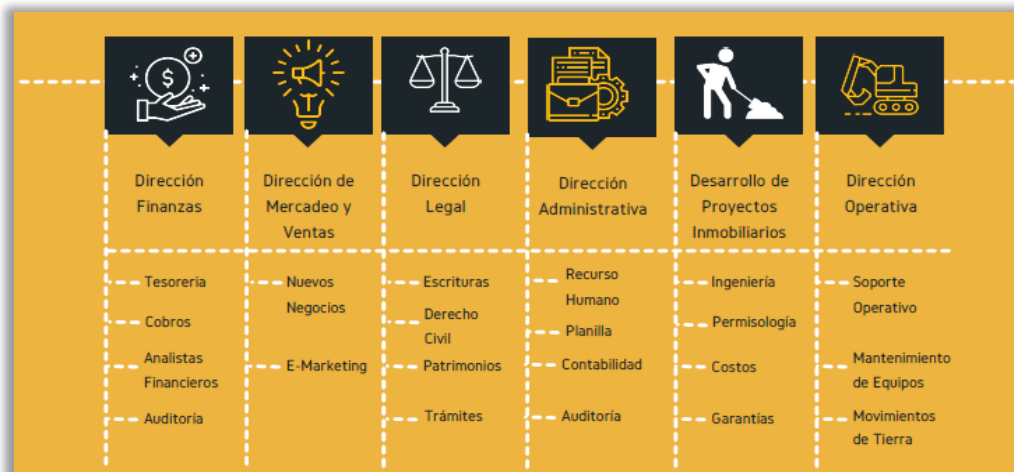 Dirección
Finanzas
Dirección de
Mercadeo y
Ventas
Dirección
Legal
Dirección
Administrativa
Desarrollo de
Proyectos
Inmobiliarios
Dirección
Operativa
Tesoreria
Cobros
Analistas
Financieros
Auditoría
Nuevos
Negocios
E-Marketing
Escrituras
Derecho
Civil
Patrimonios
Trámites
Recurso
Humano
Planilla
Contabilidad
Auditoría
Ingeniería
Permisología
Costos
Garantías
Soporte
Operativo
Mantenimiento
de Equipos
Movimientos
de Tierra